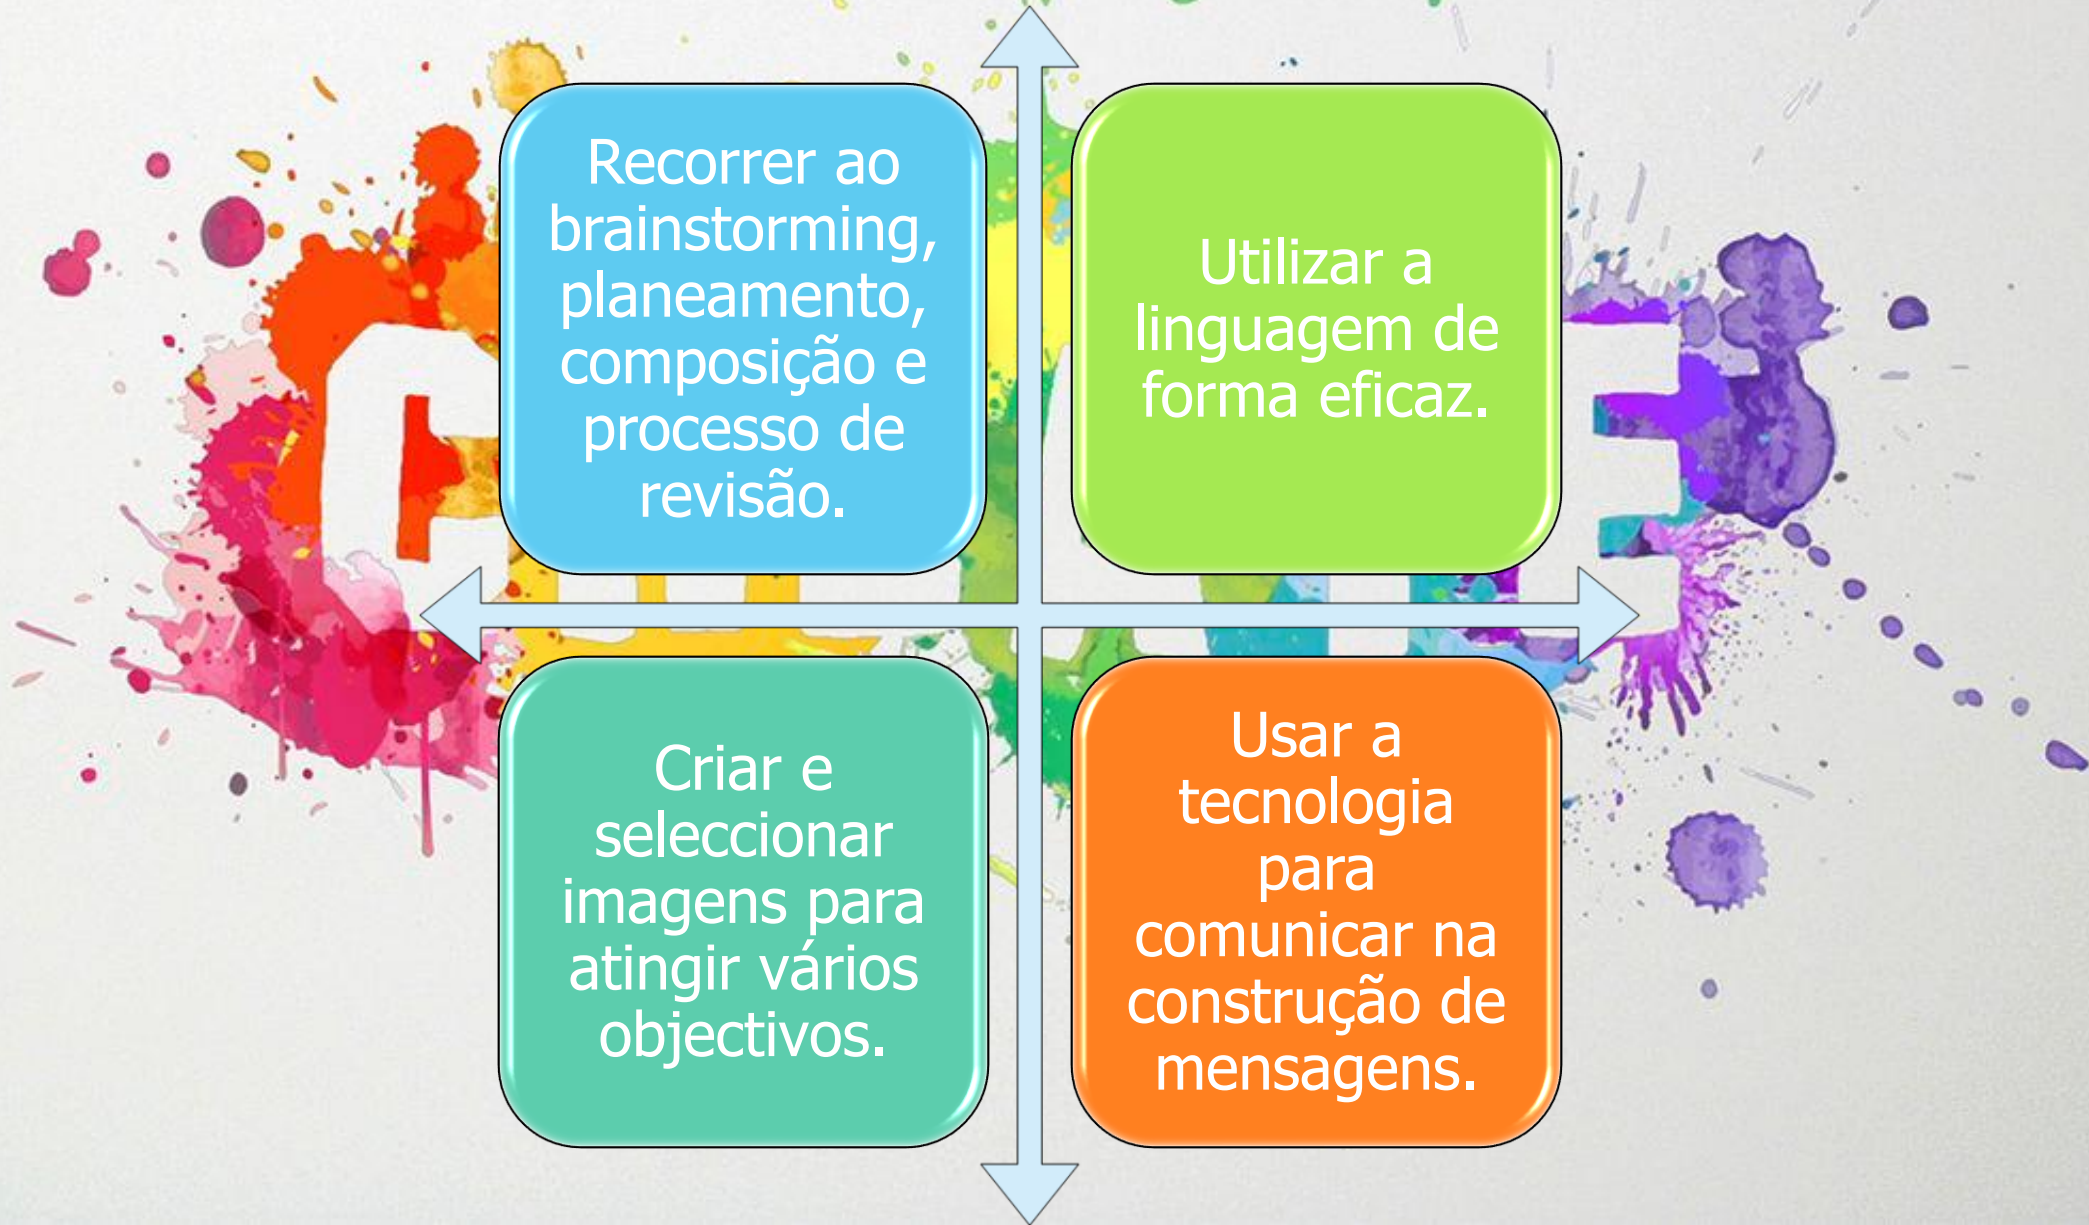 Recorrer ao
brainstorming,
planeamento,
composição e
processo de
revisão.
Utilizar a
linguagem de
forma eficaz.
Criar e
seleccionar
imagens para
atingir vários
objectivos.
Usar a
tecnologia
para
comunicar na
construção de
mensagens.